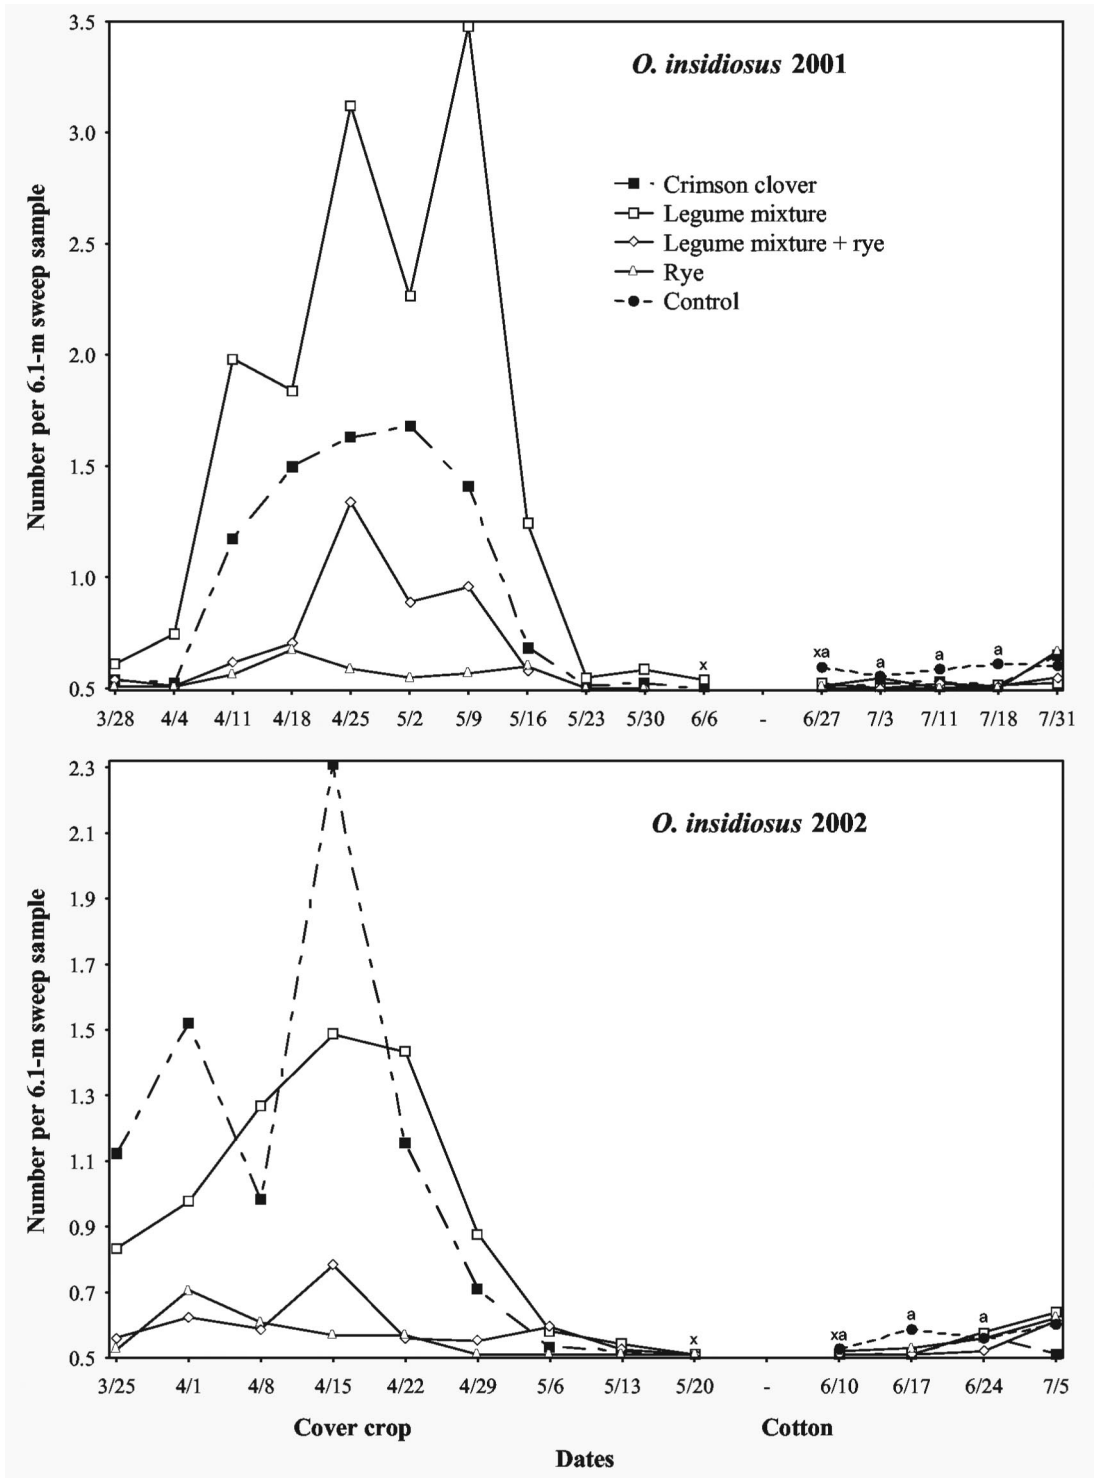 O. insidiosus 2001
Number per 6.1-m sweep sample
3.5
3.0
2.5
2.0
1.5
1.0
0.5
Crimson clover
Legume mixture
Legume mixture + rye
Rye
Control
x
xa
a
a
a
3/28 4/4 4/11 4/18 4/25 5/2 5/9 5/16 5/23 5/30 6/6 - 6/27 7/3 7/11 7/18 7/31
O. insidiosus 2002
Number per 6.1-m sweep sample
2.3
2.1
1.9
1.7
1.5
1.3
1.1
0.9
0.7
0.5
x
xa
a
a
3/25 4/1 4/8 4/15 4/22 4/29 5/6 5/13 5/20 - 6/10 6/17 6/24 7/5
Cover crop Cotton
Dates